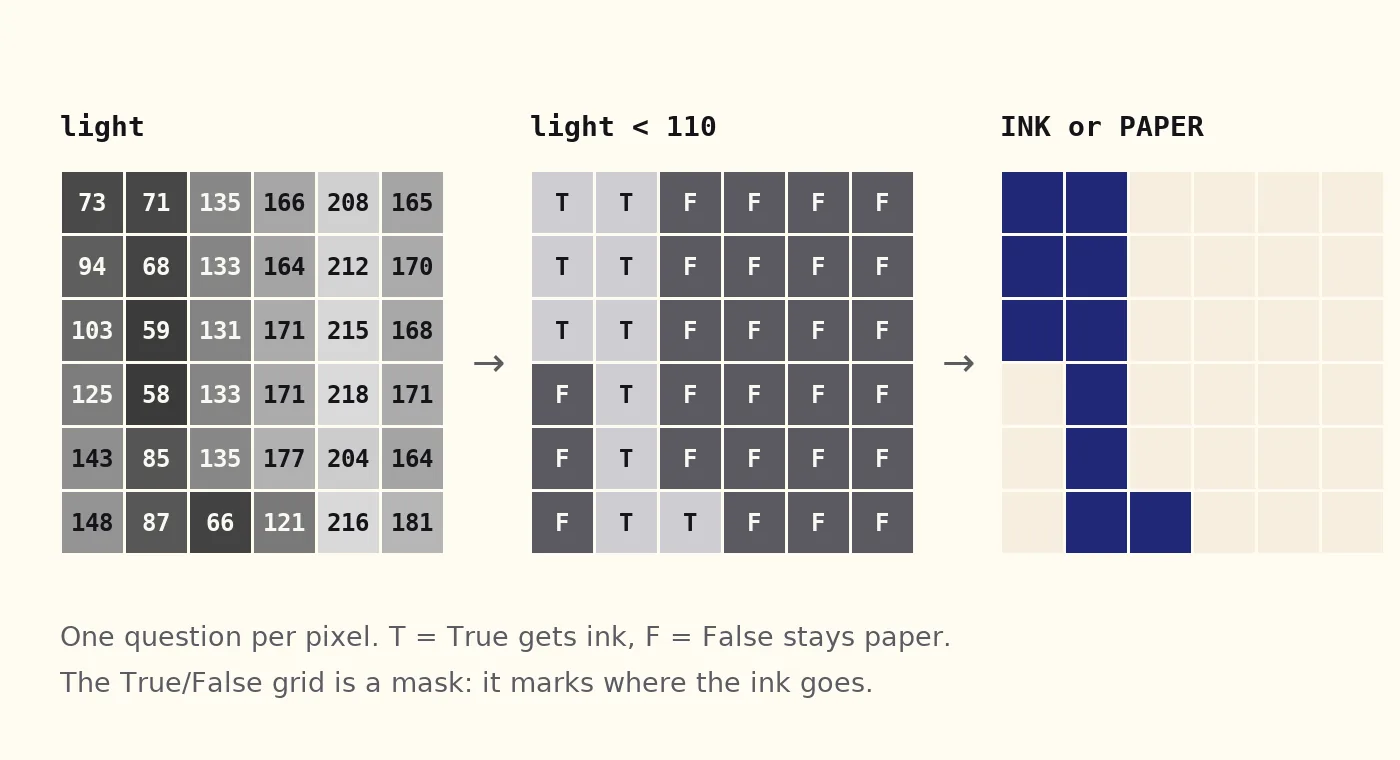 light
light < 110
INK or PAPER
73 71 135 166 208 165
94 68 133 164 212 170
103 59 131 171 215 168
125 58 133 171 218 171
143 85 135 177 204 164
148 87 66 121 216 181
→
T T F F F F
T T F F F F
T T F F F F
F T F F F F
F T F F F F
F T T F F F
→
One question per pixel. T = True gets ink, F = False stays paper.
The True/False grid is a mask: it marks where the ink goes.